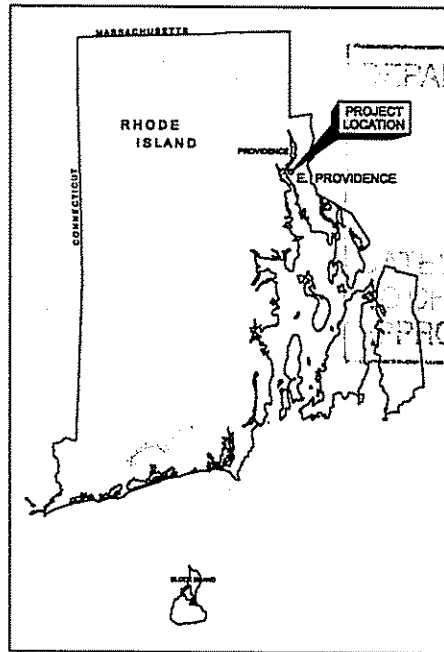 MASSACHUSETTS
RHODE
ISLAND
PROJECT
LOCATION
PROVIDENCE
E. PROVIDENCE
CONNECTICUT
BLOCK ISLAND